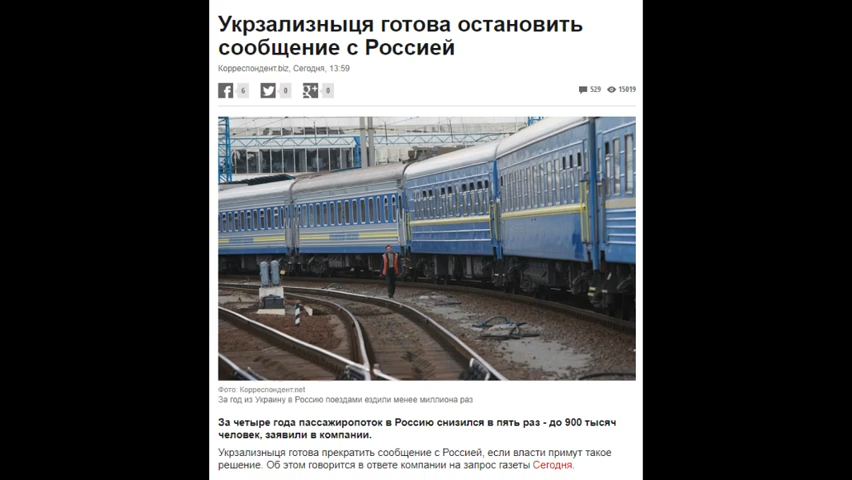 Укрзализныця готова остановить
сообщение с Россией
Корреспондент.biz, Сегодня, 13:59
6 0 0 529 15019
Фото: Корреспондент.net
За год из Украину в Россию поездами ездили менее миллиона раз
За четыре года пассажиропоток в Россию снизился в пять раз - до 900 тысяч
человек, заявили в компании.
Укрзализныця готова прекратить сообщение с Россией, если власти примут такое
решение. Об этом говорится в ответе компании на запрос газеты Сегодня.